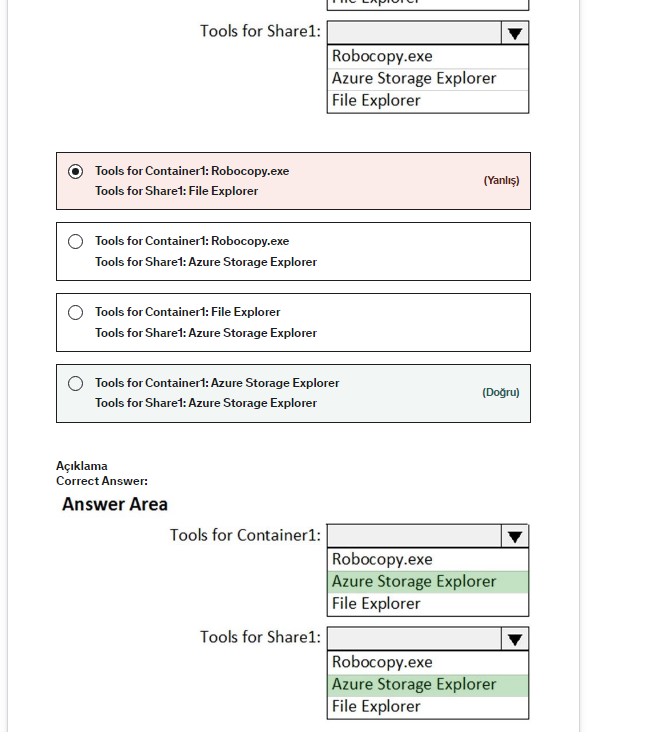 File Explorer
Tools for Share1:
Robocopy.exe
Azure Storage Explorer
File Explorer
Tools for Container1: Robocopy.exe
Tools for Share1: File Explorer
(Yanlış)
Tools for Container1: Robocopy.exe
Tools for Share1: Azure Storage Explorer
Tools for Container1: File Explorer
Tools for Share1: Azure Storage Explorer
Tools for Container1: Azure Storage Explorer
Tools for Share1: Azure Storage Explorer
(Doğru)
Açıklama
Correct Answer:
Answer Area
Tools for Container1:
Robocopy.exe
Azure Storage Explorer
File Explorer
Tools for Share1:
Robocopy.exe
Azure Storage Explorer
File Explorer